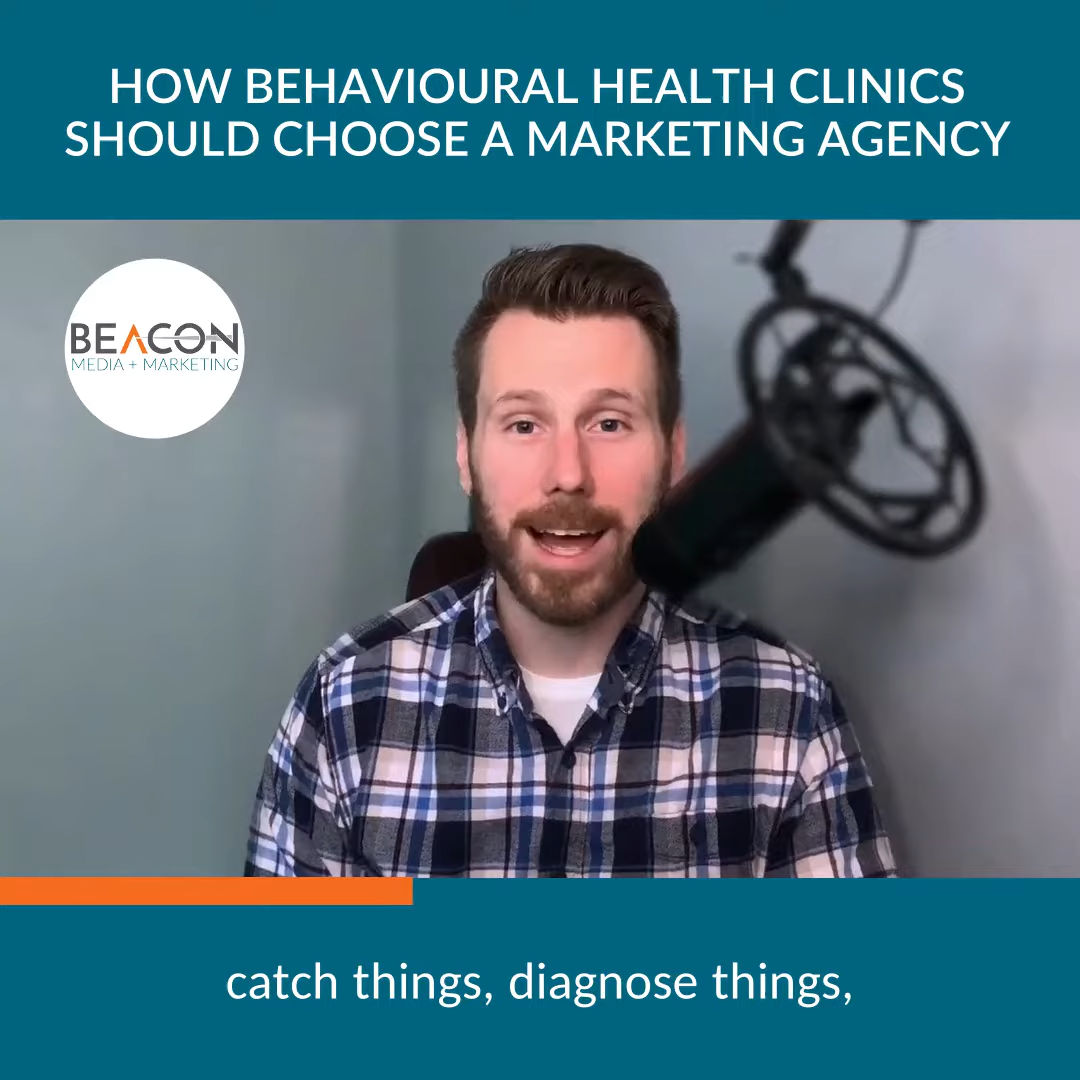 HOW BEHAVIOURAL HEALTH CLINICS
SHOULD CHOOSE A MARKETING AGENCY
BEACON
MEDIA + MARKETING
catch things, diagnose things,